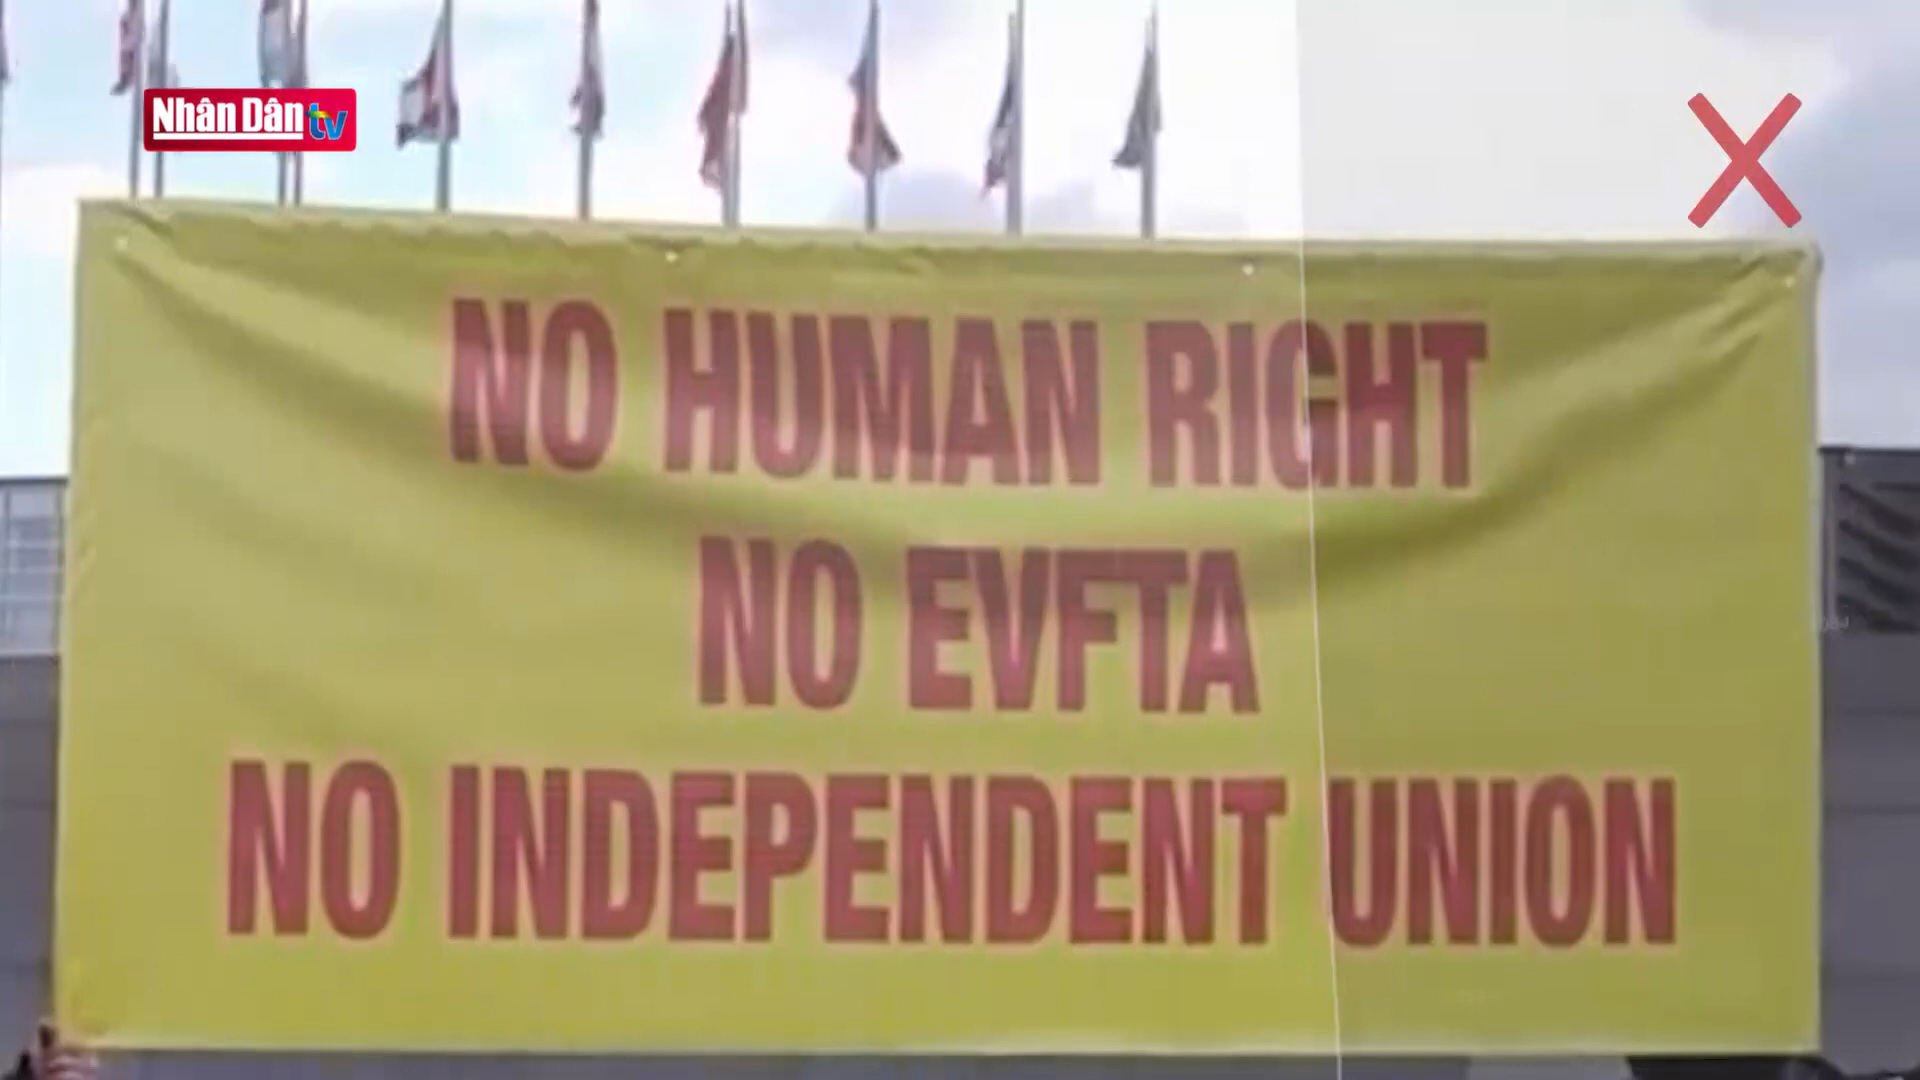 Nhân Dân tv
NO HUMAN RIGHT
NO EVFTA
NO INDEPENDENT UNION